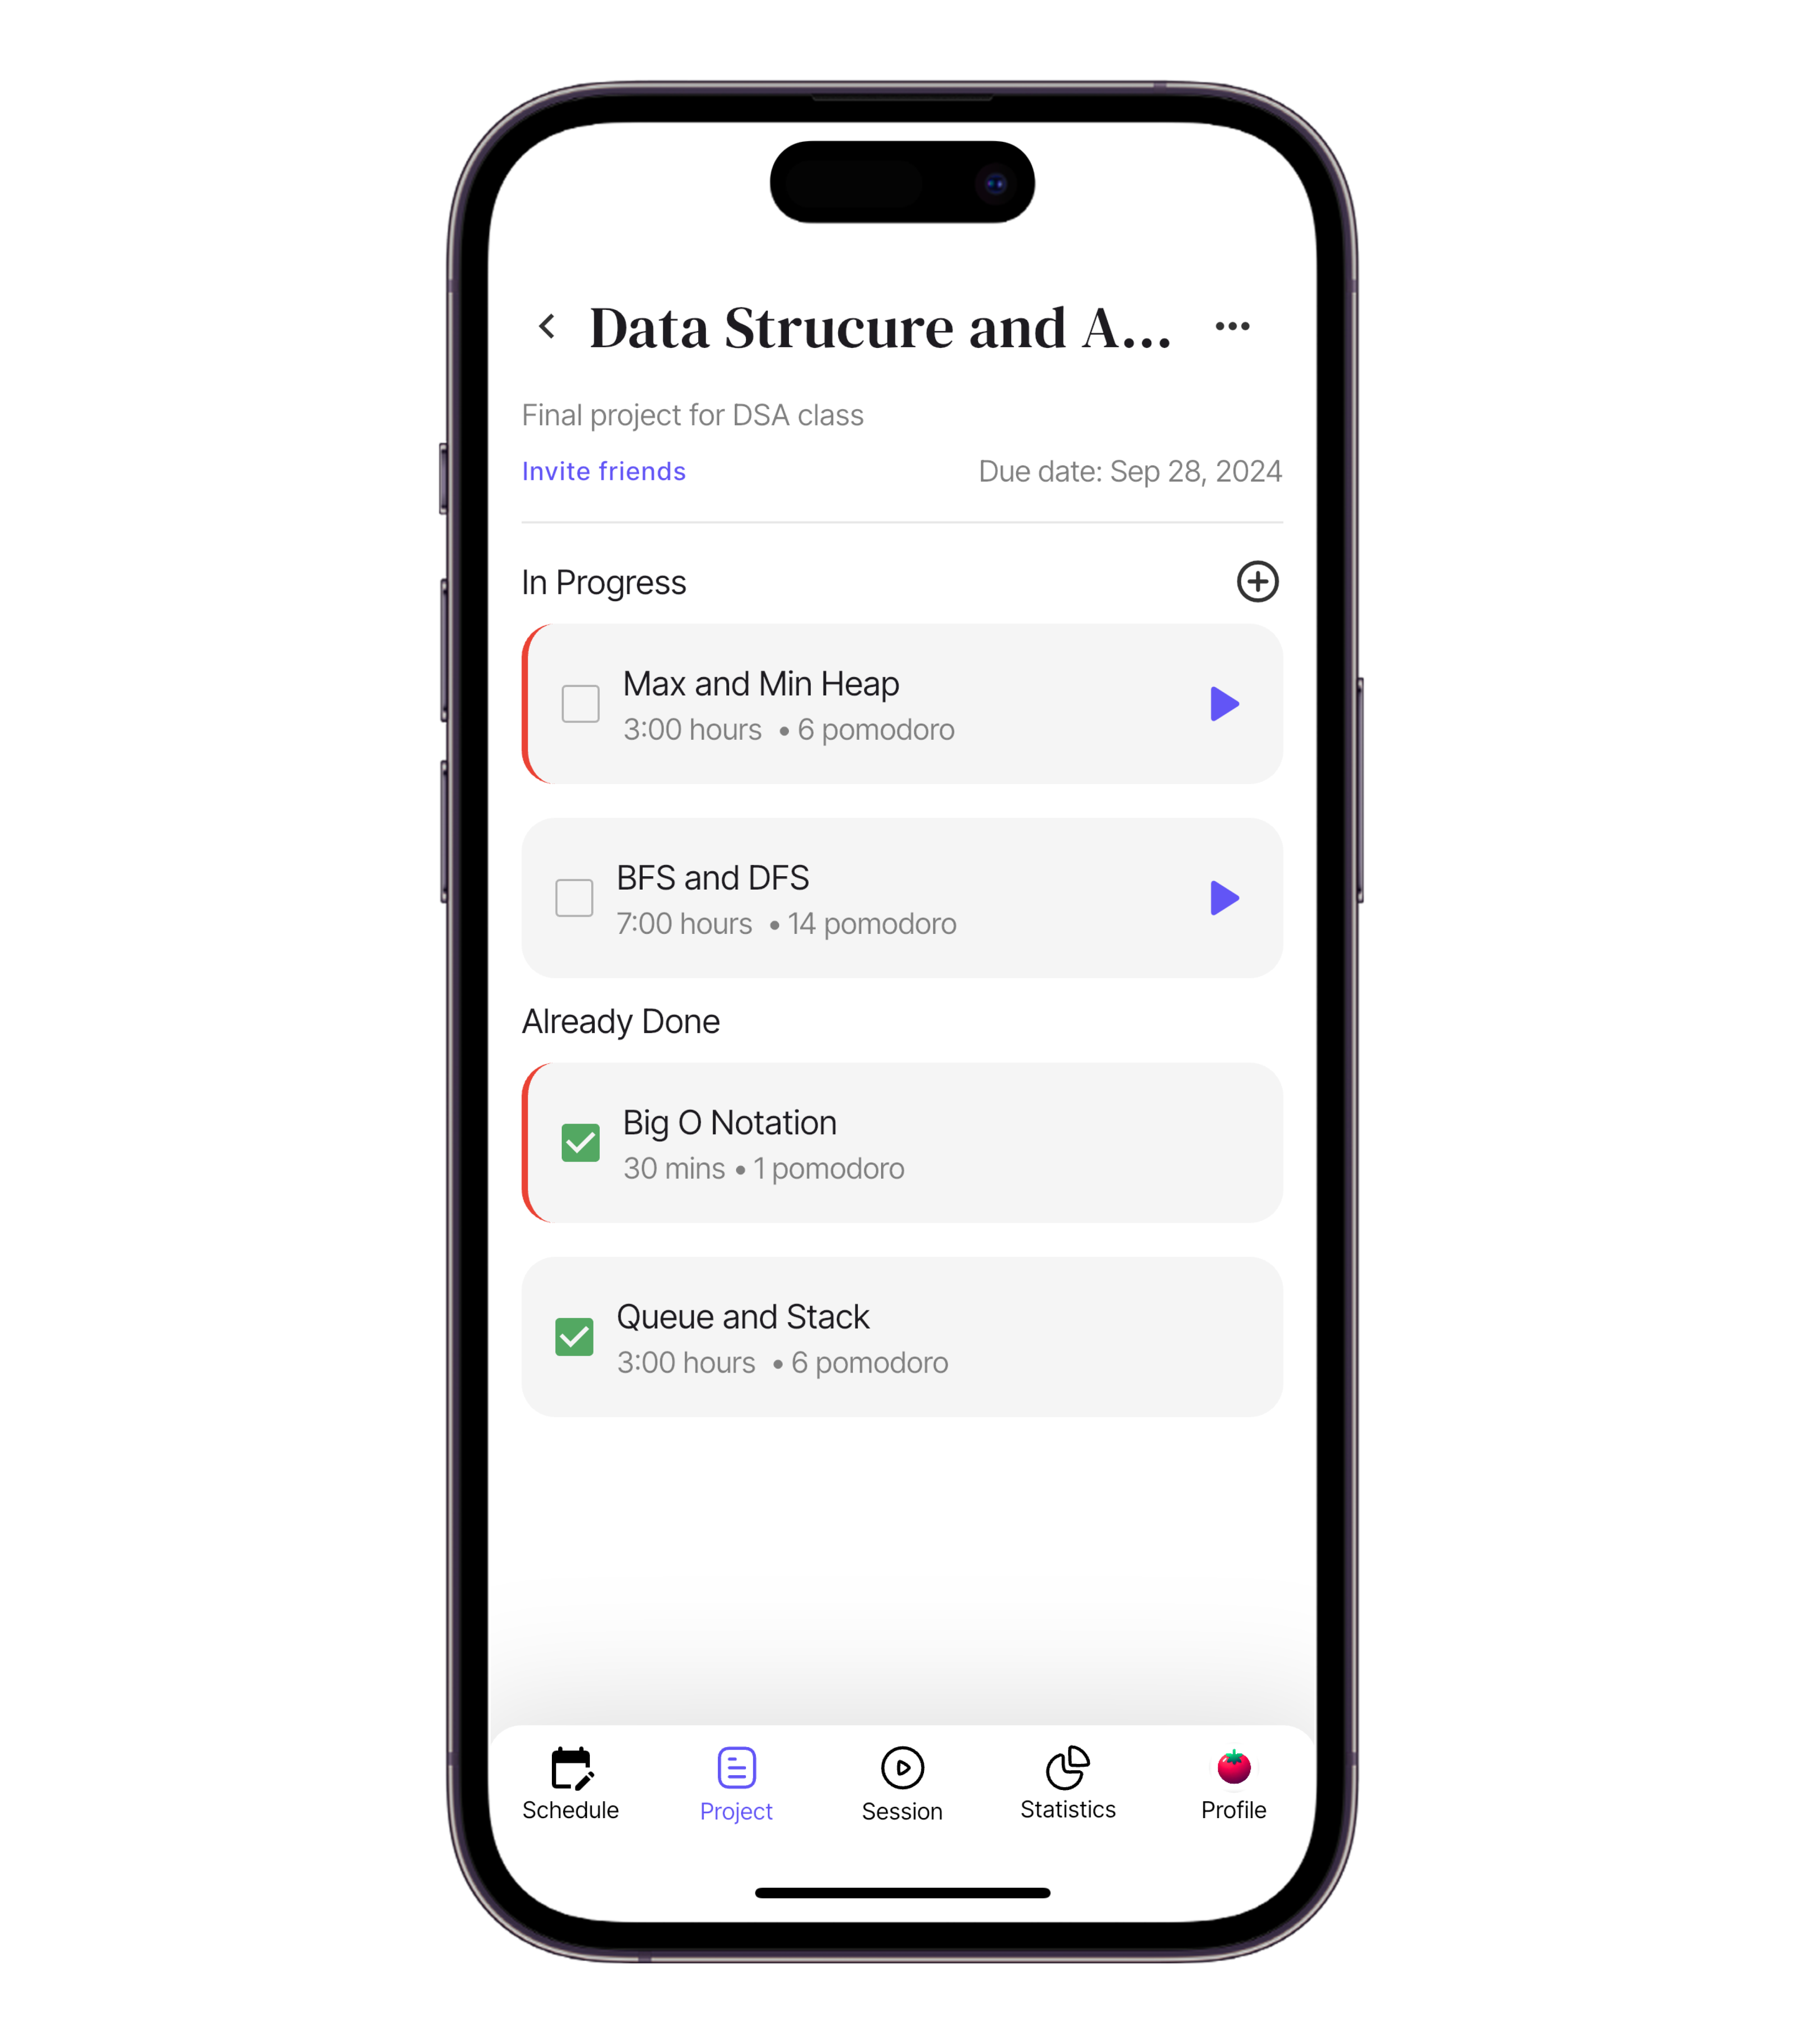 Data Strucure and A...
Final project for DSA class
Invite friends
Due date: Sep 28, 2024
In Progress
Max and Min Heap
3:00 hours • 6 pomodoro
BFS and DFS
7:00 hours • 14 pomodoro
Already Done
Big O Notation
30 mins • 1 pomodoro
Queue and Stack
3:00 hours • 6 pomodoro
Schedule
Project
Session
Statistics
Profile